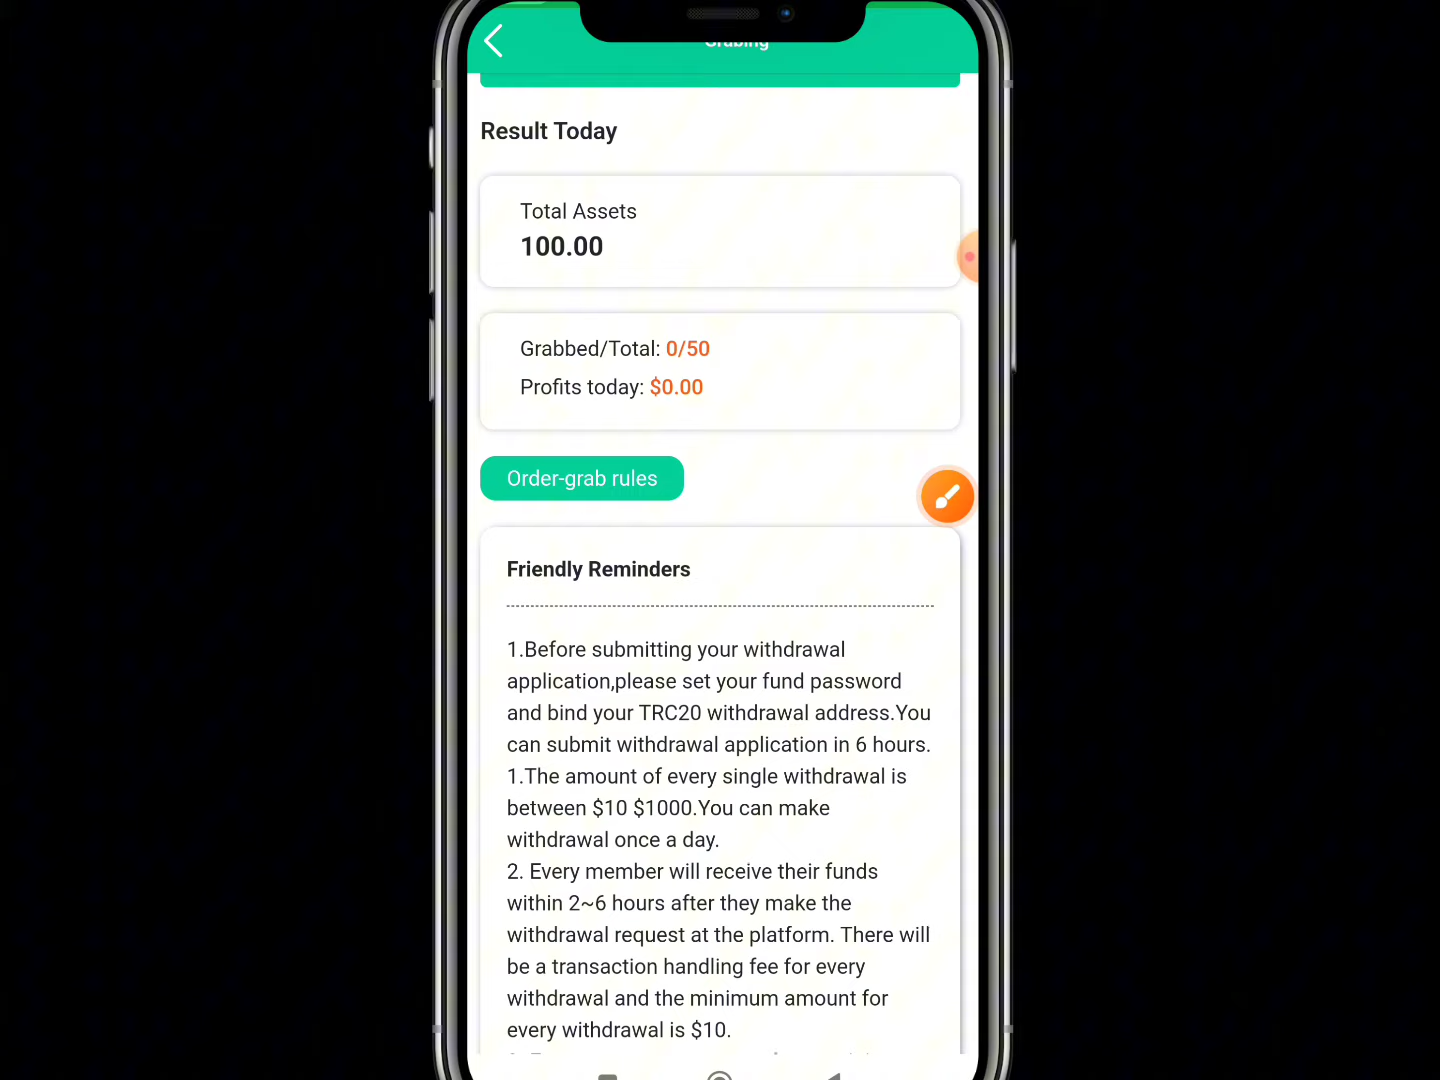 Grabing
Result Today
Total Assets
100.00
Grabbed/Total: 0/50
Profits today: $0.00
Order-grab rules
Friendly Reminders
1.Before submitting your withdrawal
application,please set your fund password
and bind your TRC20 withdrawal address.You
can submit withdrawal application in 6 hours.
1.The amount of every single withdrawal is
between $10 $1000.You can make
withdrawal once a day.
2. Every member will receive their funds
within 2~6 hours after they make the
withdrawal request at the platform. There will
be a transaction handling fee for every
withdrawal and the minimum amount for
every withdrawal is $10.